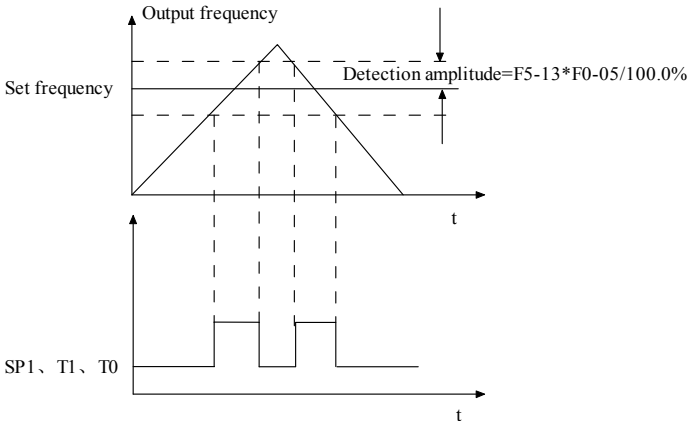 Output frequency
Detection amplitude=F5-13*F0-05/100.0%
Set frequency
t
SP1、T1、T0
t